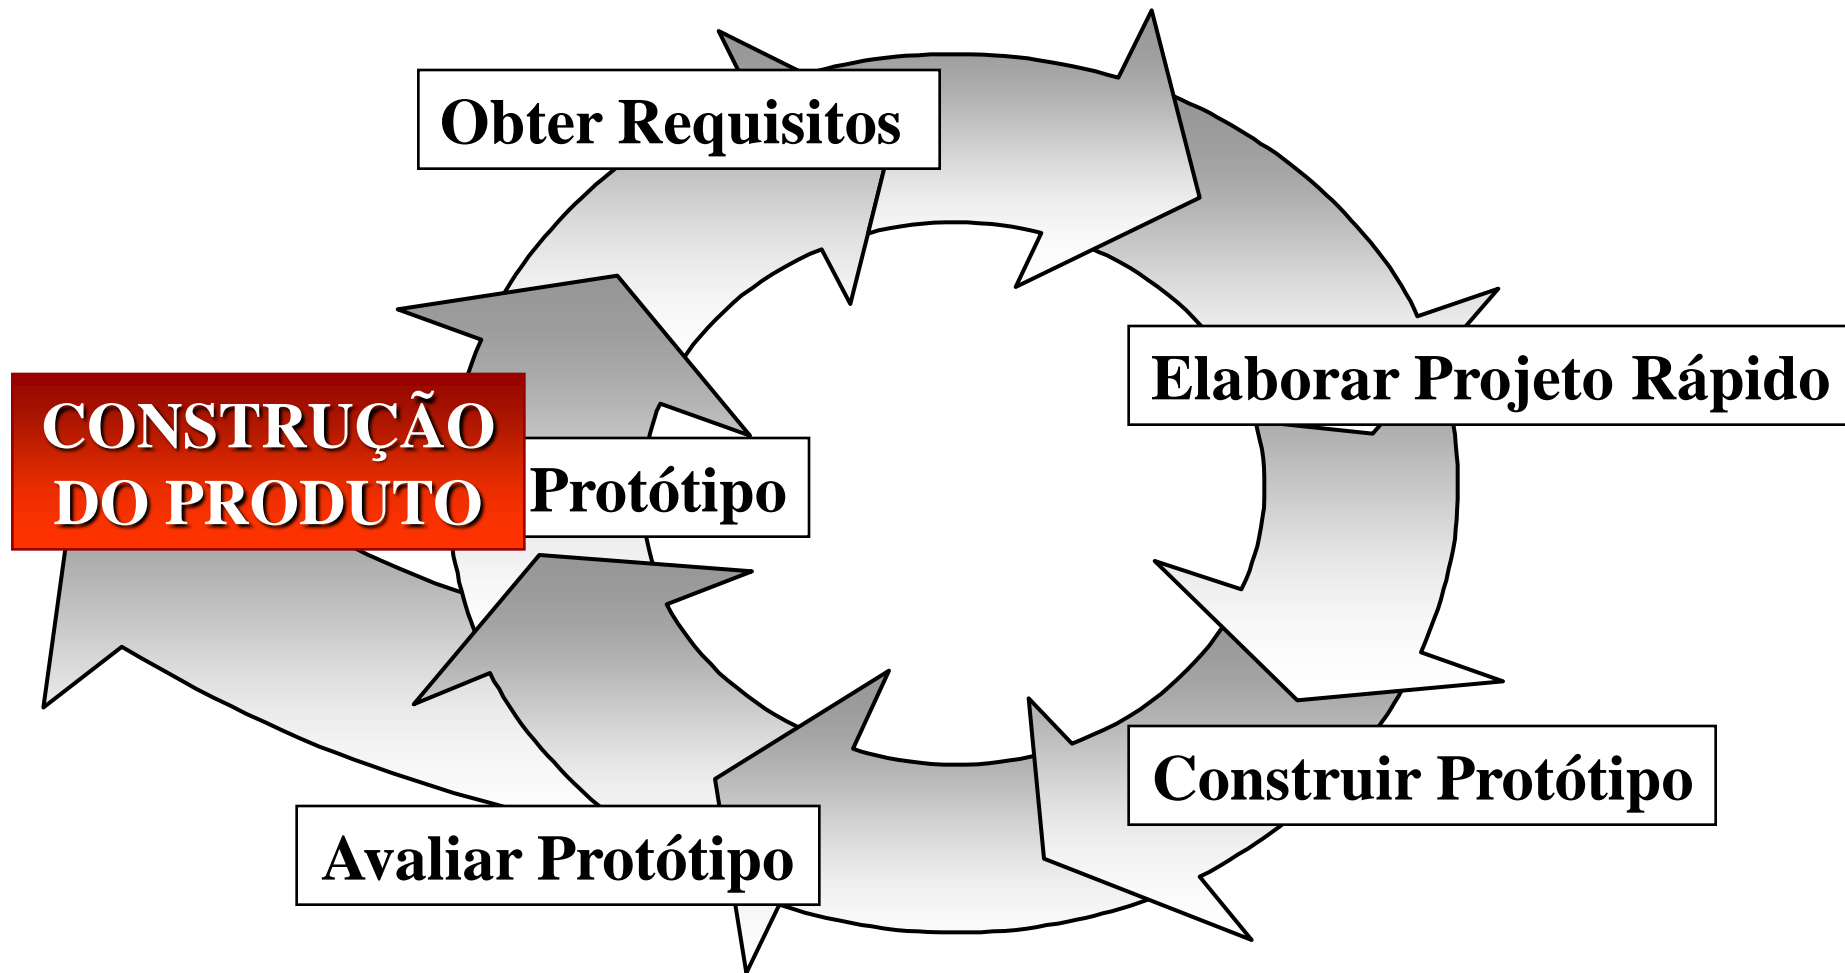 Obter Requisitos
Elaborar Projeto Rápido
CONSTRUÇÃO
DO PRODUTO
Protótipo
Construir Protótipo
Avaliar Protótipo